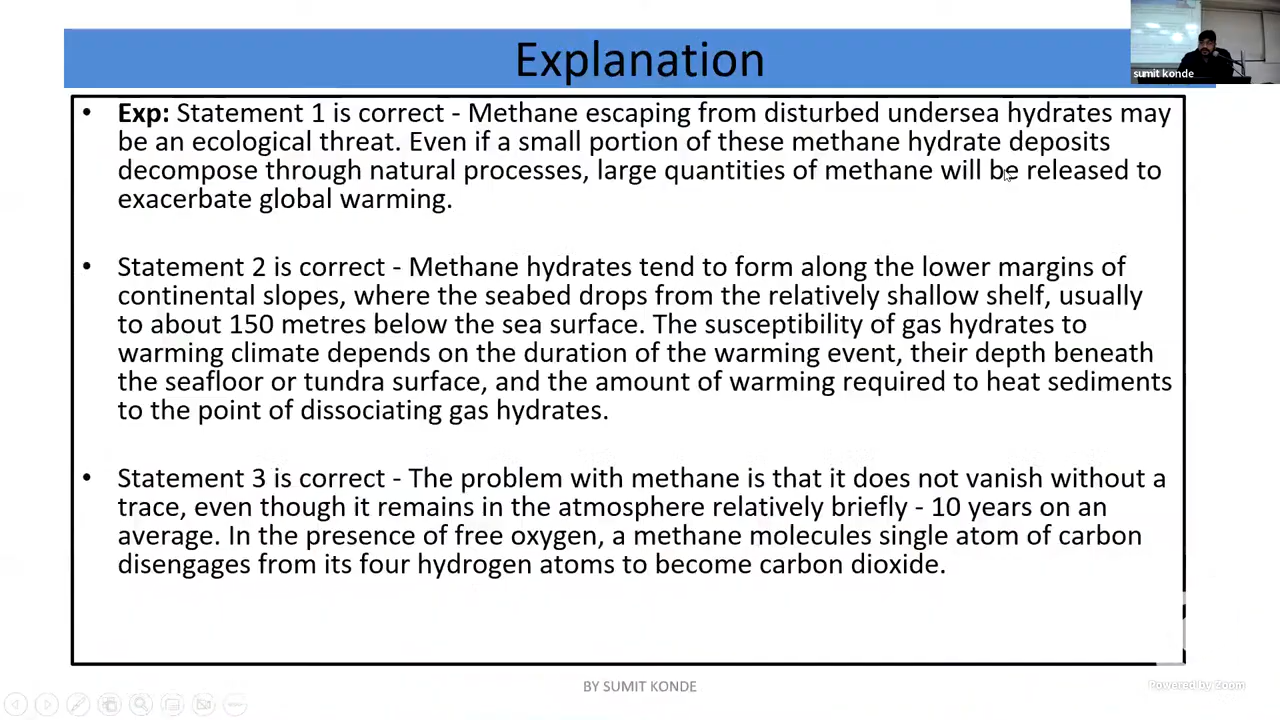 Explanation
sumit konde
• Exp: Statement 1 is correct - Methane escaping from disturbed undersea hydrates may
be an ecological threat. Even if a small portion of these methane hydrate deposits
decompose through natural processes, large quantities of methane will be released to
exacerbate global warming.
• Statement 2 is correct - Methane hydrates tend to form along the lower margins of
continental slopes, where the seabed drops from the relatively shallow shelf, usually
to about 150 metres below the sea surface. The susceptibility of gas hydrates to
warming climate depends on the duration of the warming event, their depth beneath
the seafloor or tundra surface, and the amount of warming required to heat sediments
to the point of dissociating gas hydrates.
• Statement 3 is correct - The problem with methane is that it does not vanish without a
trace, even though it remains in the atmosphere relatively briefly - 10 years on an
average. In the presence of free oxygen, a methane molecules single atom of carbon
disengages from its four hydrogen atoms to become carbon dioxide.
BY SUMIT KONDE
Powered by Zoom